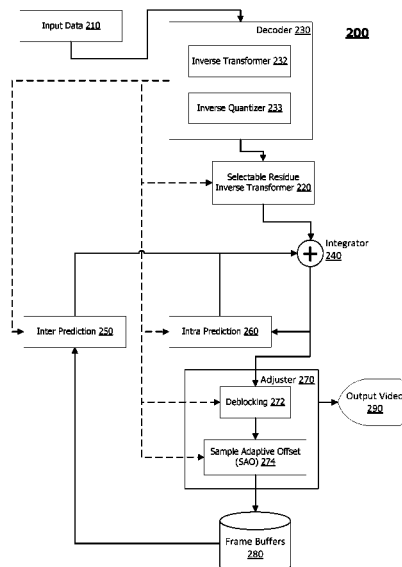 Input Data 210
Decoder 230
200
Inverse Transformer
232
Inverse Quantizer
233
Selectable Residue
Inverse Transformer 220
+
Integrator
240
Inter Prediction 250
Intra Prediction 260
Adjuster 270
Deblocking 272
Output Video
290
Sample Adaptive Offset
(SAO) 274
Frame Buffers
280